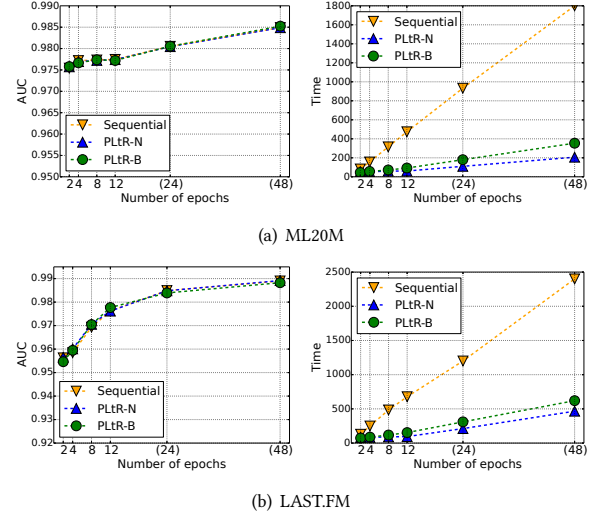 0.990
0.985
0.980
0.975
0.970
0.965
0.960
0.955
0.950
AUC
Sequential
PLtR-N
PLtR-B
2 4 8 12 (24) (48)
Number of epochs
1800
1600
1400
1200
1000
800
600
400
200
0
Time
Sequential
PLtR-N
PLtR-B
2 4 8 12 (24) (48)
Number of epochs
(a) ML20M
0.99
0.98
0.97
0.96
0.95
0.94
0.93
0.92
AUC
Sequential
PLtR-N
PLtR-B
2 4 8 12 (24) (48)
Number of epochs
2500
2000
1500
1000
500
0
Time
Sequential
PLtR-N
PLtR-B
2 4 8 12 (24) (48)
Number of epochs
(b) LAST.FM